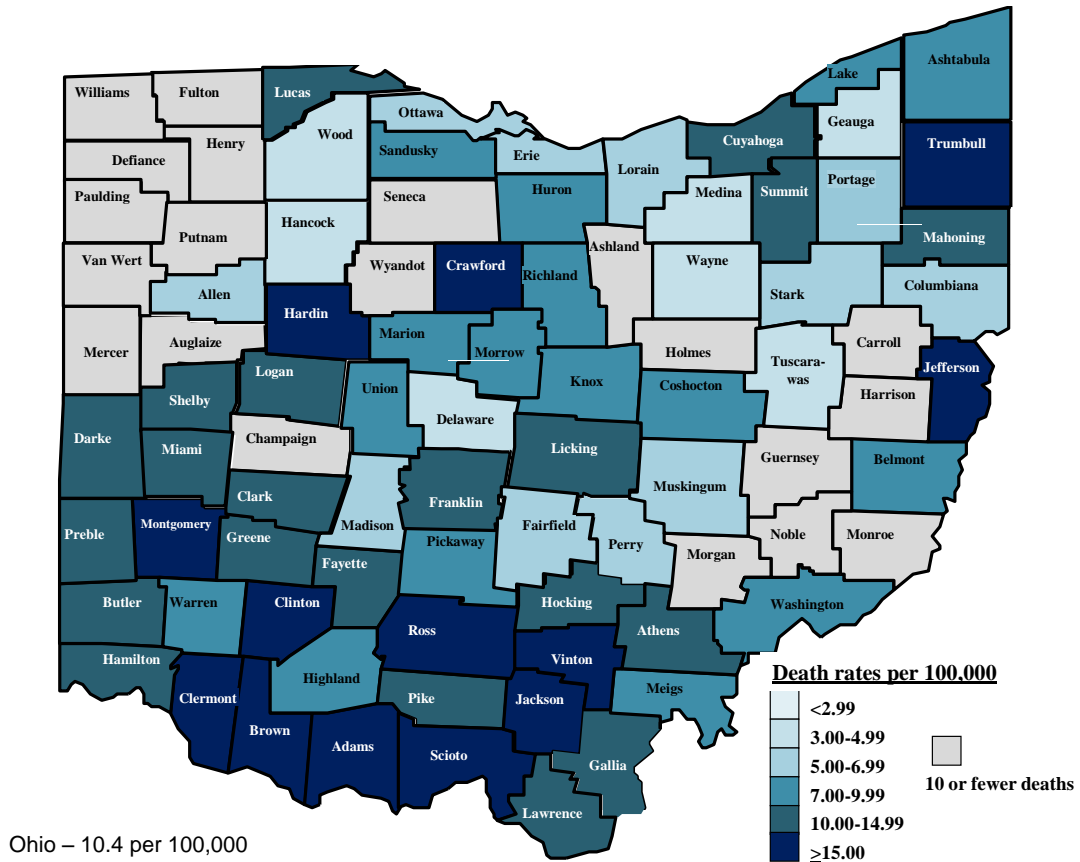 Ashtabula
Lake
Williams
Fulton
Lucas
Ottawa
Geauga
Wood
Henry
Sandusky
Erie
Cuyahoga
Trumbull
Defiance
Lorain
Portage
Huron
Medina
Summit
Paulding
Seneca
Hancock
Putnam
Mahoning
Ashland
Van Wert
Wyandot
Crawford
Wayne
Richland
Columbiana
Allen
Stark
Hardin
Marion
Auglaize
Carroll
Mercer
Morrow
Holmes
Tuscara-
was
Jefferson
Logan
Union
Knox
Coshocton
Harrison
Shelby
Delaware
Darke
Champaign
Miami
Licking
Guernsey
Belmont
Clark
Franklin
Muskingum
Montgomery
Madison
Fairfield
Preble
Greene
Pickaway
Perry
Noble
Monroe
Morgan
Fayette
Butler
Warren
Clinton
Hocking
Washington
Ross
Athens
Hamilton
Vinton
Highland
Death rates per 100,000
Clermont
Pike
Jackson
Meigs
<2.99
Brown
Adams
Scioto
3.00-4.99
Gallia
5.00-6.99
10 or fewer deaths
7.00-9.99
Lawrence
10.00-14.99
Ohio – 10.4 per 100,000
≥15.00